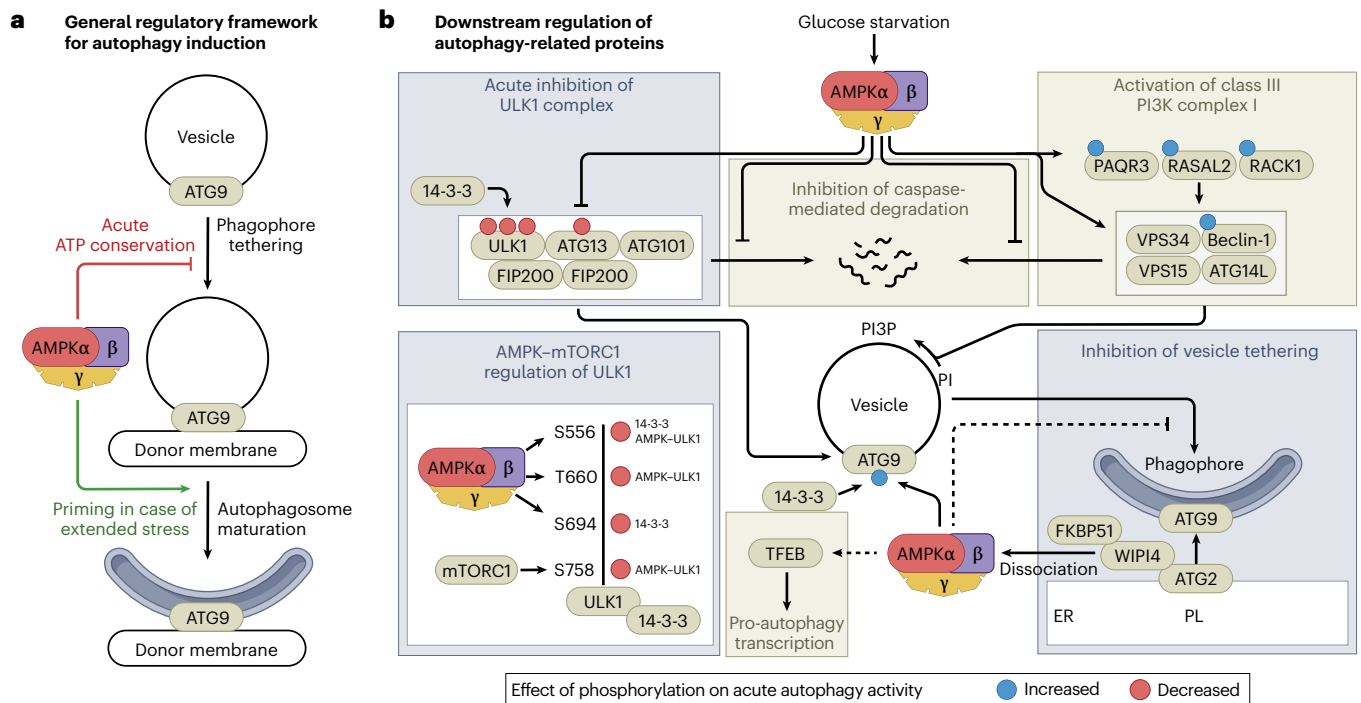 a
General regulatory framework
for autophagy induction
Vesicle
ATG9
Acute
ATP conservation
Phagophore
tethering
AMPKα
β
γ
ATG9
Donor membrane
Priming in case of
extended stress
Autophagosome
maturation
ATG9
Donor membrane
b
Downstream regulation of
autophagy-related proteins
Glucose starvation
AMPKα
β
γ
Acute inhibition of
ULK1 complex
14-3-3
ULK1
ATG13
ATG101
FIP200
FIP200
Inhibition of caspase-
mediated degradation
Activation of class III
PI3K complex I
PAQR3
RASAL2
RACK1
VPS34
Beclin-1
VPS15
ATG14L
AMPK–mTORC1
regulation of ULK1
AMPKα
β
γ
S556
14-3-3
AMPK–ULK1
T660
AMPK–ULK1
S694
14-3-3
mTORC1
S758
AMPK–ULK1
ULK1
14-3-3
PI3P
PI
Vesicle
ATG9
14-3-3
TFEB
Pro-autophagy
transcription
AMPKα
β
γ
Inhibition of vesicle tethering
Phagophore
ATG9
FKBP51
WIPI4
Dissociation
ATG2
ER
PL
Effect of phosphorylation on acute autophagy activity
Increased
Decreased